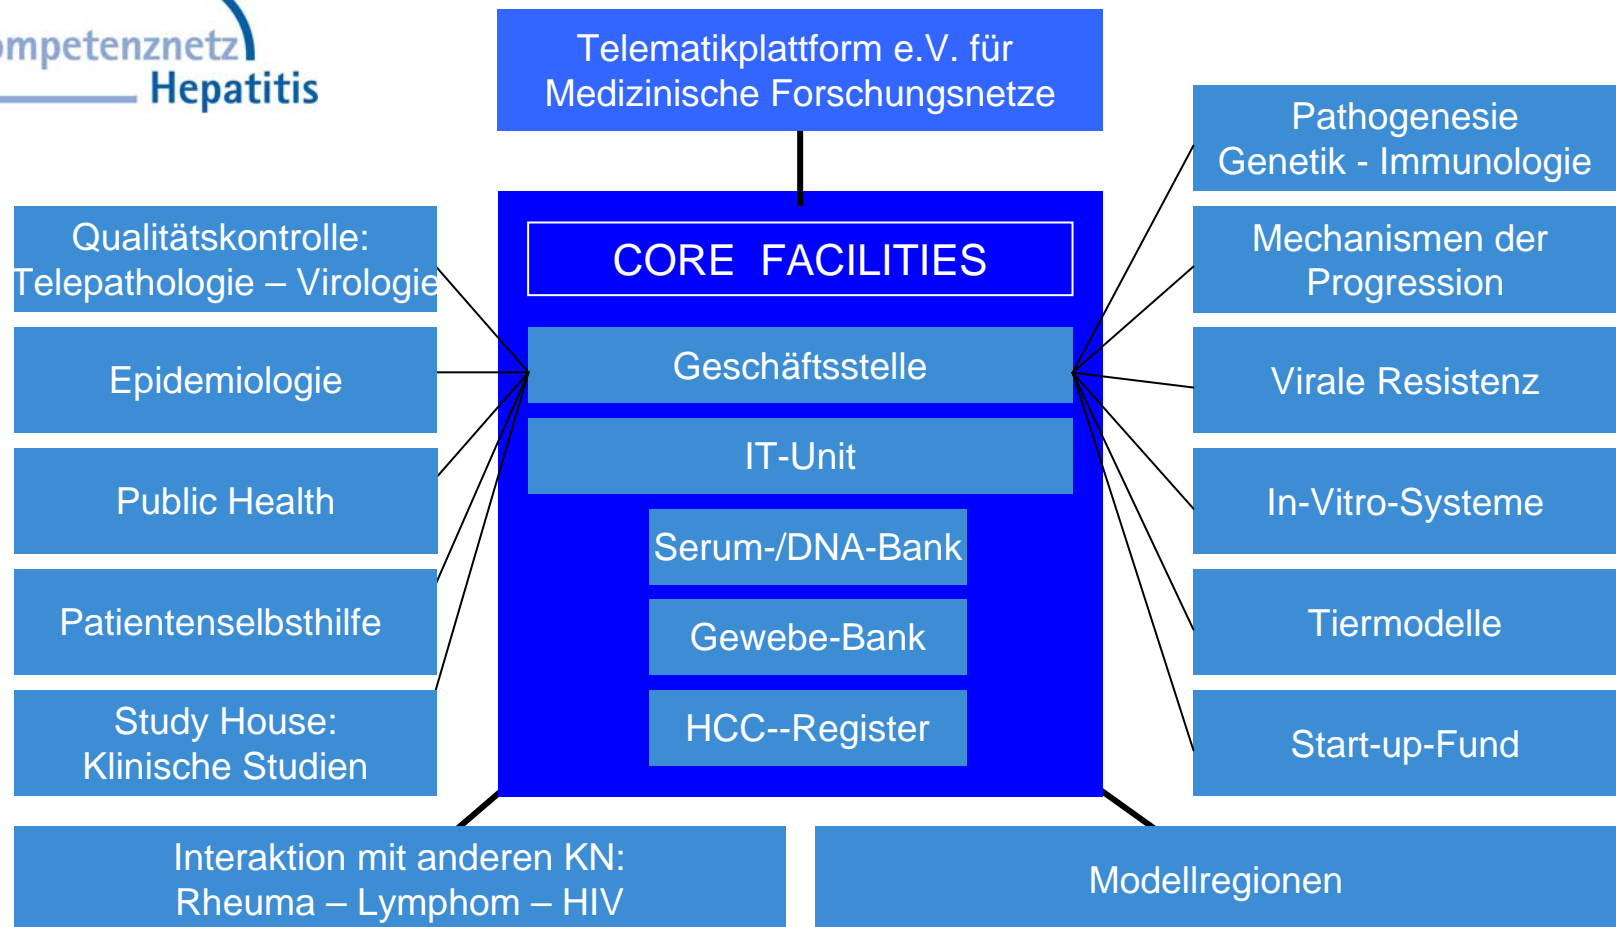 ompetenznetz
Hepatitis
Telematikplattform e.V. für
Medizinische Forschungsnetze
Qualitätskontrolle:
Telepathologie – Virologie
Epidemiologie
Public Health
Patientenselbsthilfe
Study House:
Klinische Studien
CORE FACILITIES
Geschäftsstelle
IT-Unit
Serum-/DNA-Bank
Gewebe-Bank
HCC--Register
Pathogenesie
Genetik - Immunologie
Mechanismen der
Progression
Virale Resistenz
In-Vitro-Systeme
Tiermodelle
Start-up-Fund
Interaktion mit anderen KN:
Rheuma – Lymphom – HIV
Modellregionen